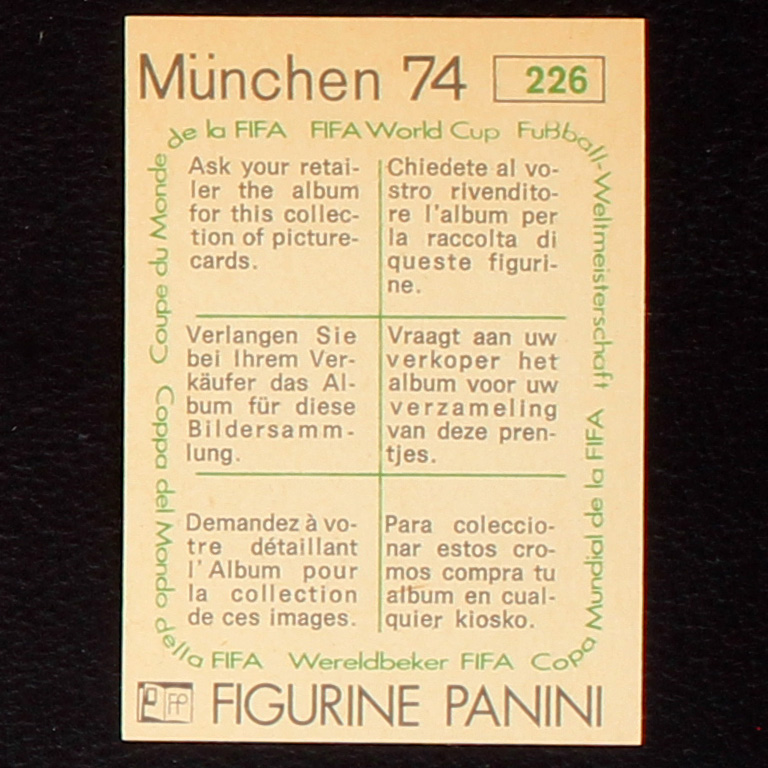 München 74 226
de la FIFA FIFA World Cup Fußball-Weltmeisterschaft
Ask your retai-
ler the album
for this collec-
tion of picture-
cards.
Chiedete al vo-
stro rivendito-
re l'album per
la raccolta di
queste figuri-
ne.
Verlangen Sie
bei Ihrem Ver-
käufer das Al-
bum für diese
Bildersamm-
lung.
Vraagt aan uw
verkoper het
album voor uw
verzameling
van deze pren-
tjes.
Demandez à vo-
tre détaillant
l'Album pour
la collection
de ces images.
Para coleccio-
nar estos cro-
mos compra tu
album en cual-
quier kiosko.
Coupe du Monde
Coppa del Mondo della FIFA Wereldbeker FIFA Copa Mundial de la FIFA
FP FIGURINE PANINI